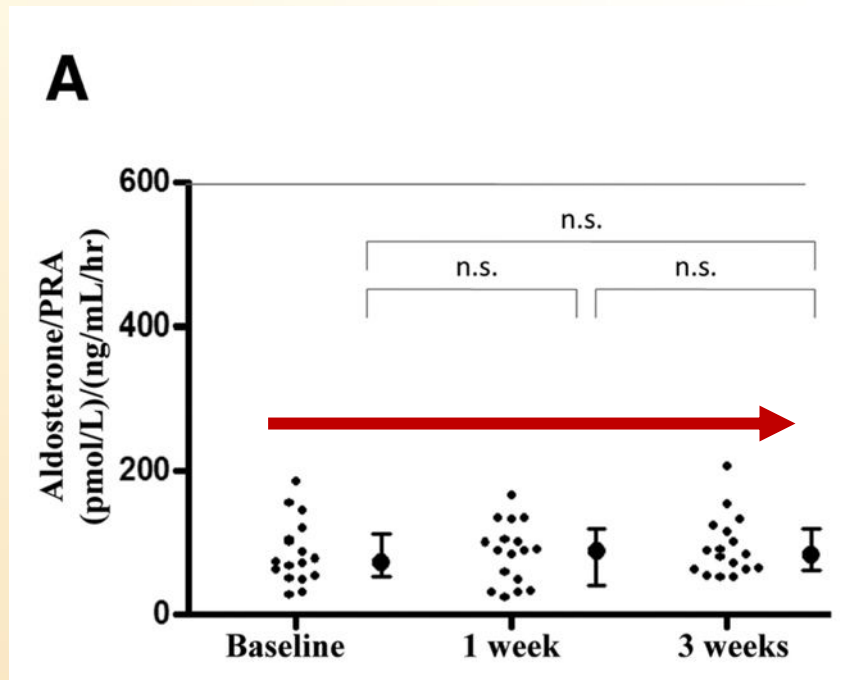 A
600
n.s.
n.s.
n.s.
400
Aldosterone/PRA
(pmol/L)/(ng/mL/hr)
200
0
Baseline
1 week
3 weeks